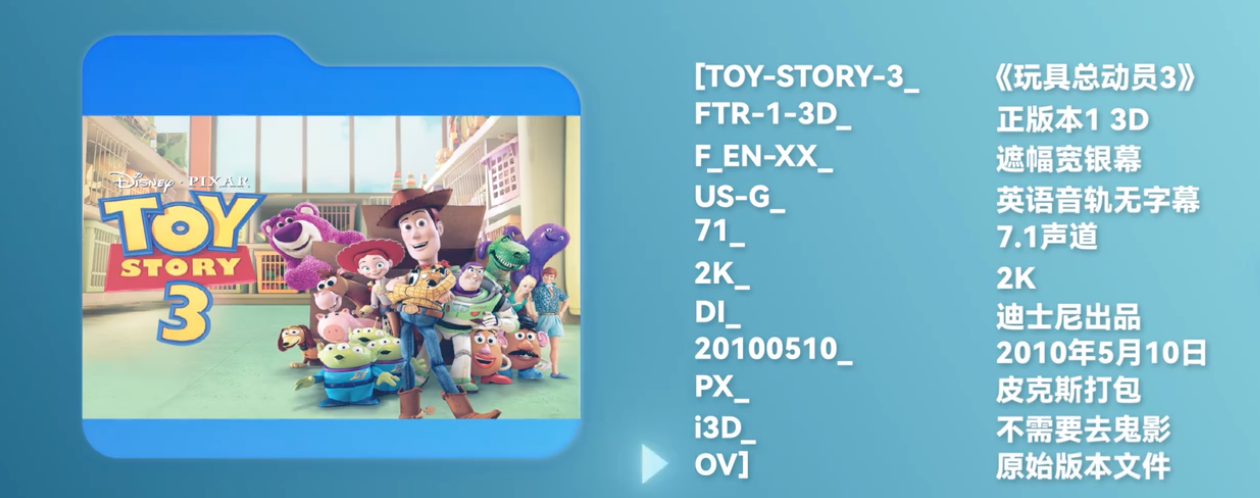 DISNEY · PIXAR
TOY
STORY
3
[TOY-STORY-3_ 《玩具总动员3》
FTR-1-3D_ 正版本1 3D
F_EN-XX_ 遮幅宽银幕
US-G_ 英语音轨无字幕
71_ 7.1声道
2K_ 2K
DI_ 迪士尼出品
20100510_ 2010年5月10日
PX_ 皮克斯打包
i3D_ 不需要去鬼影
OV] 原始版本文件